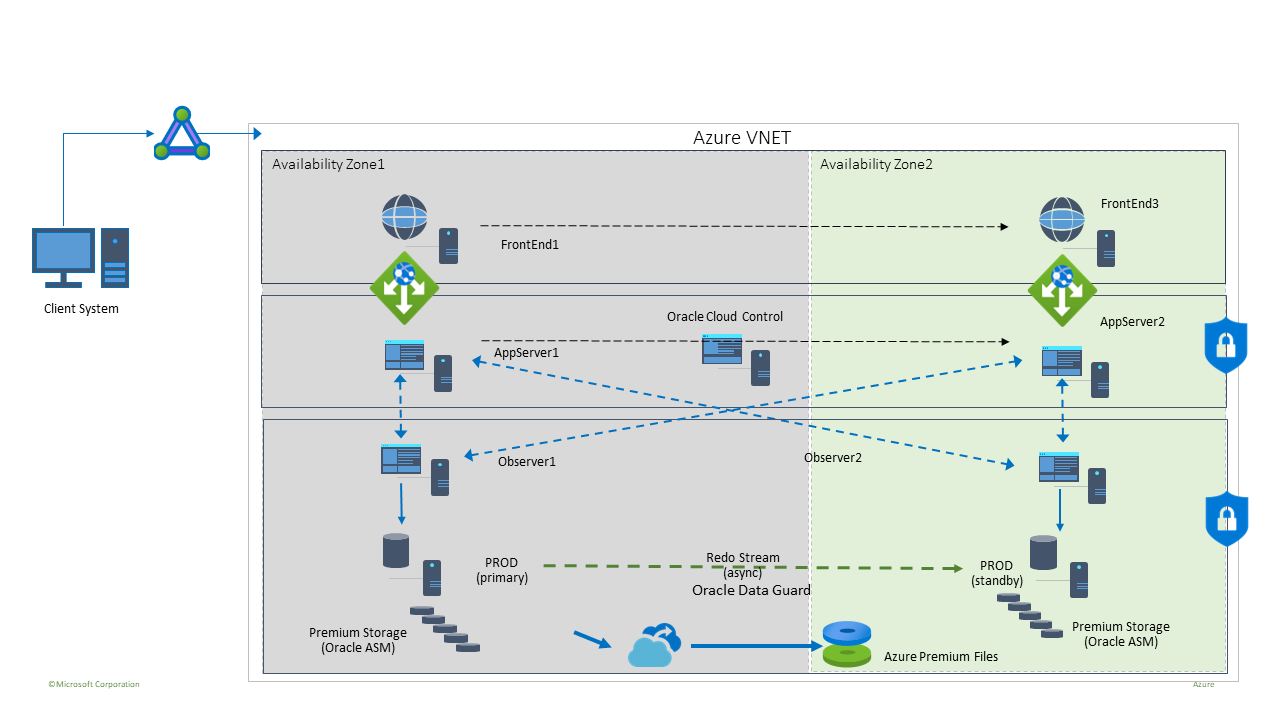 Azure VNET
Availability Zone1
Availability Zone2
FrontEnd3
FrontEnd1
Client System
Oracle Cloud Control
AppServer2
AppServer1
Observer1
Observer2
PROD
(primary)
Redo Stream
(async)
Oracle Data Guard
PROD
(standby)
Premium Storage
(Oracle ASM)
Premium Storage
(Oracle ASM)
Azure Premium Files
©Microsoft Corporation
Azure